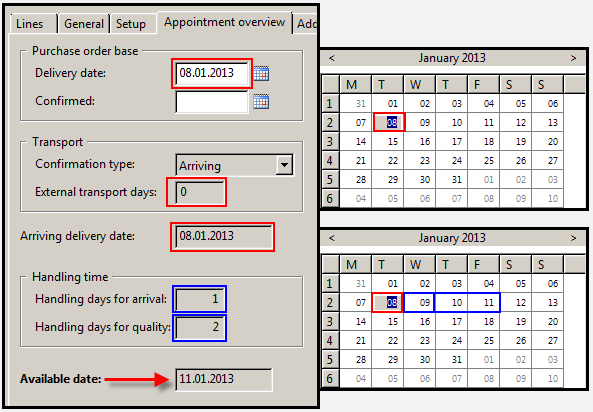 Lines General Setup Appointment overview Add
Purchase order base
Delivery date: 08.01.2013
Confirmed:
Transport
Confirmation type: Arriving
External transport days: 0
Arriving delivery date: 08.01.2013
Handling time
Handling days for arrival: 1
Handling days for quality: 2
Available date: 11.01.2013
< January 2013 >
M T W T F S S
1 31 01 02 03 04 05 06
2 07 08 09 10 11 12 13
3 14 15 16 17 18 19 20
4 21 22 23 24 25 26 27
5 28 29 30 31 01 02 03
6 04 05 06 07 08 09 10
< January 2013 >
M T W T F S S
1 31 01 02 03 04 05 06
2 07 08 09 10 11 12 13
3 14 15 16 17 18 19 20
4 21 22 23 24 25 26 27
5 28 29 30 31 01 02 03
6 04 05 06 07 08 09 10